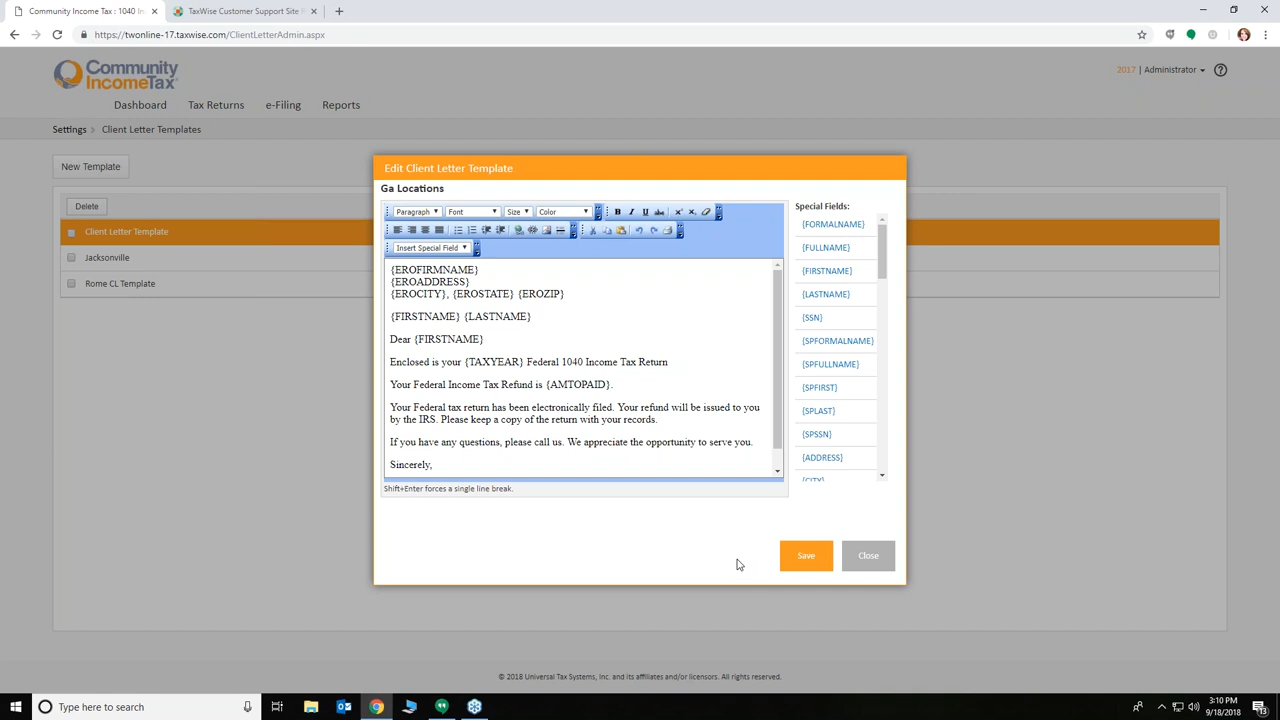 Community Income Tax : 1040 In
TaxWise Customer Support Site
https://twonline-17.taxwise.com/ClientLetterAdmin.aspx
Community
IncomeTax
2017 | Administrator
Dashboard Tax Returns e-Filing Reports
Settings > Client Letter Templates
New Template
Delete
Client Letter Template
Jacksonville
Rome CL Template
Edit Client Letter Template
Ga Locations
Paragraph Font Size Color
Insert Special Field
{EROFIRMNAME}
{EROADDRESS}
{EROCITY}, {EROSTATE} {EROZIP}
{FIRSTNAME} {LASTNAME}
Dear {FIRSTNAME}
Enclosed is your {TAXYEAR} Federal 1040 Income Tax Return
Your Federal Income Tax Refund is {AMTOPAID}.
Your Federal tax return has been electronically filed. Your refund will be issued to you
by the IRS. Please keep a copy of the return with your records.
If you have any questions, please call us. We appreciate the opportunity to serve you.
Sincerely,
Shift+Enter forces a single line break.
Special Fields:
{FORMALNAME}
{FULLNAME}
{FIRSTNAME}
{LASTNAME}
{SSN}
{SPFORMALNAME}
{SPFULLNAME}
{SPFIRST}
{SPLAST}
{SPSSN}
{ADDRESS}
{CITY}
Save Close
© 2018 Universal Tax Systems, Inc. and its affiliates and/or licensors. All rights reserved.
Type here to search
3:10 PM
9/18/2018